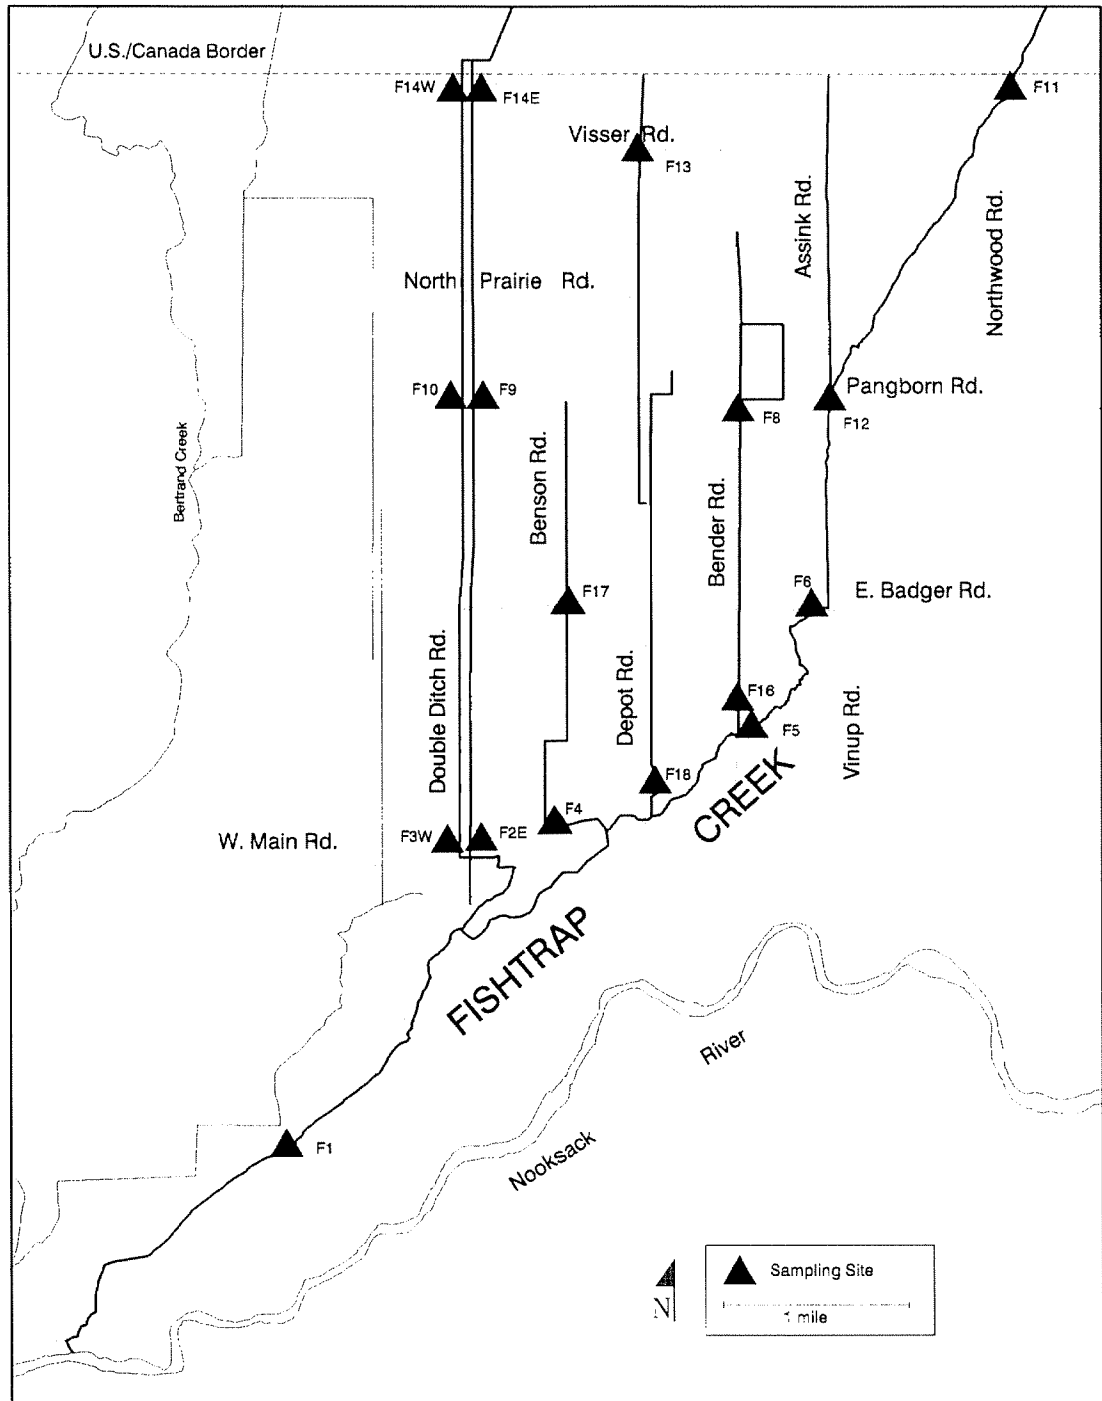 U.S./Canada Border
F14W
F14E
F11
Visser Rd.
F13
Assink Rd.
Northwood Rd.
North Prairie Rd.
F10
F9
Pangborn Rd.
F8
F12
Bertrand Creek
Benson Rd.
Bender Rd.
F17
F6
E. Badger Rd.
Double Ditch Rd.
Depot Rd.
F16
F5
Vinup Rd.
F18
CREEK
F4
W. Main Rd.
F3W
F2E
FISHTRAP
River
Nooksack
F1
N
Sampling Site
1 mile